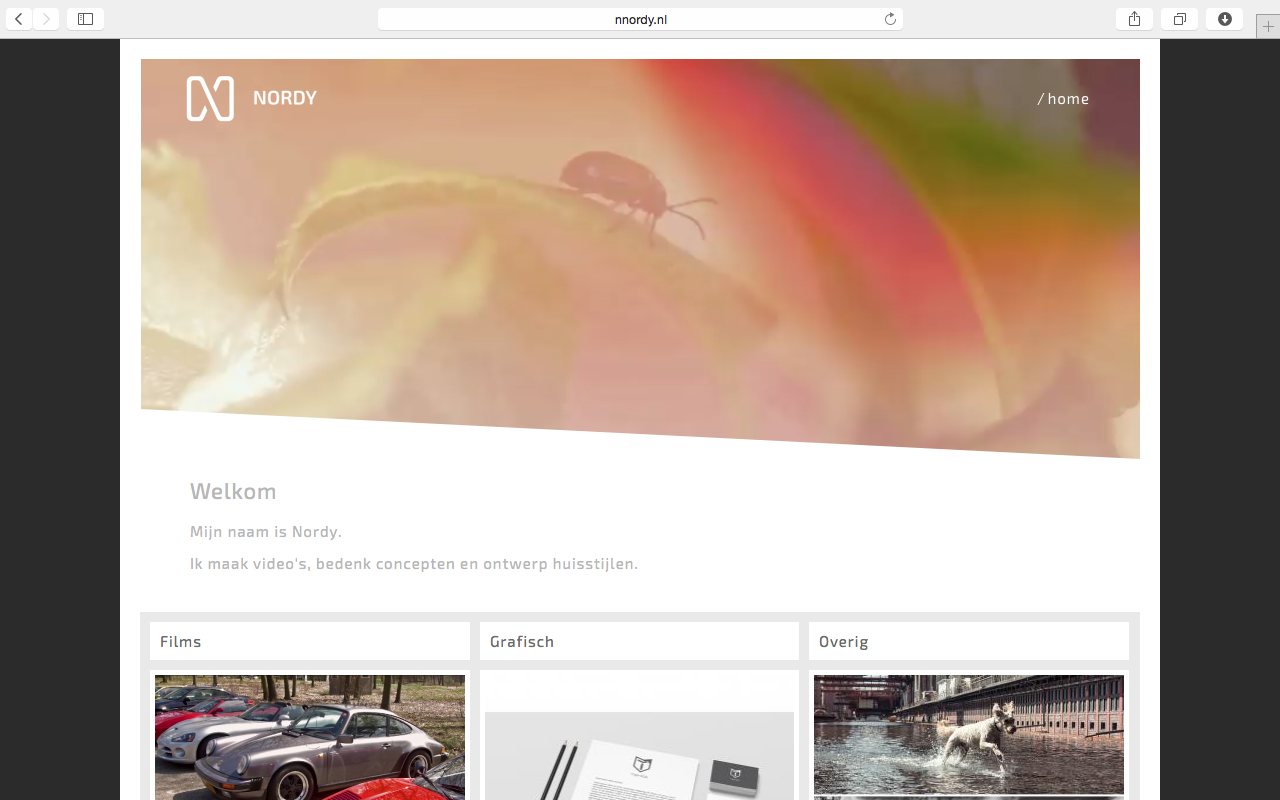 nnordy.nl
NORDY
/ home
Welkom
Mijn naam is Nordy.
Ik maak video's, bedenk concepten en ontwerp huisstijlen.
Films
Grafisch
Overig